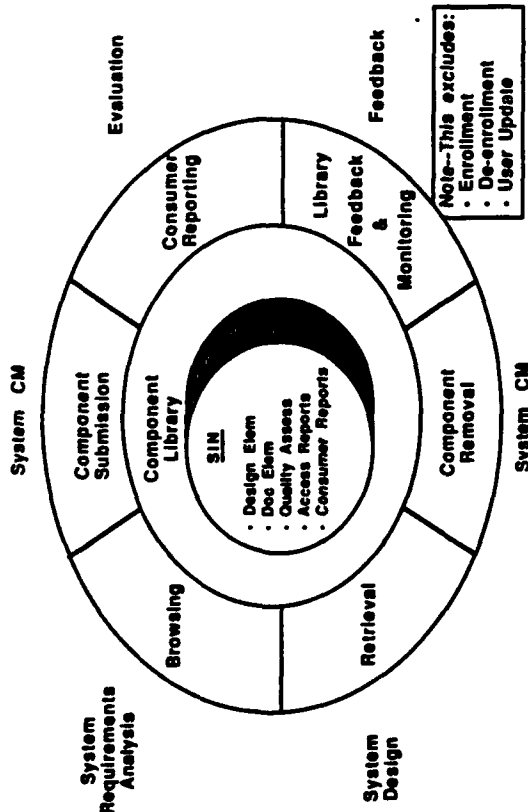 System CM
Evaluation
System
Requirements
Analysis
Component
Submission
Consumer
Reporting
Browsing
Component
Library
SIN
· Design Elem
· Doc Elem
· Quality Assess
· Access Reports
· Consumer Reports
Retrieval
Library
Feedback
&
Monitoring
Component
Removal
System
Design
System CM
Feedback
Note--This excludes:
· Enrollment
· De-enrollment
· User Update